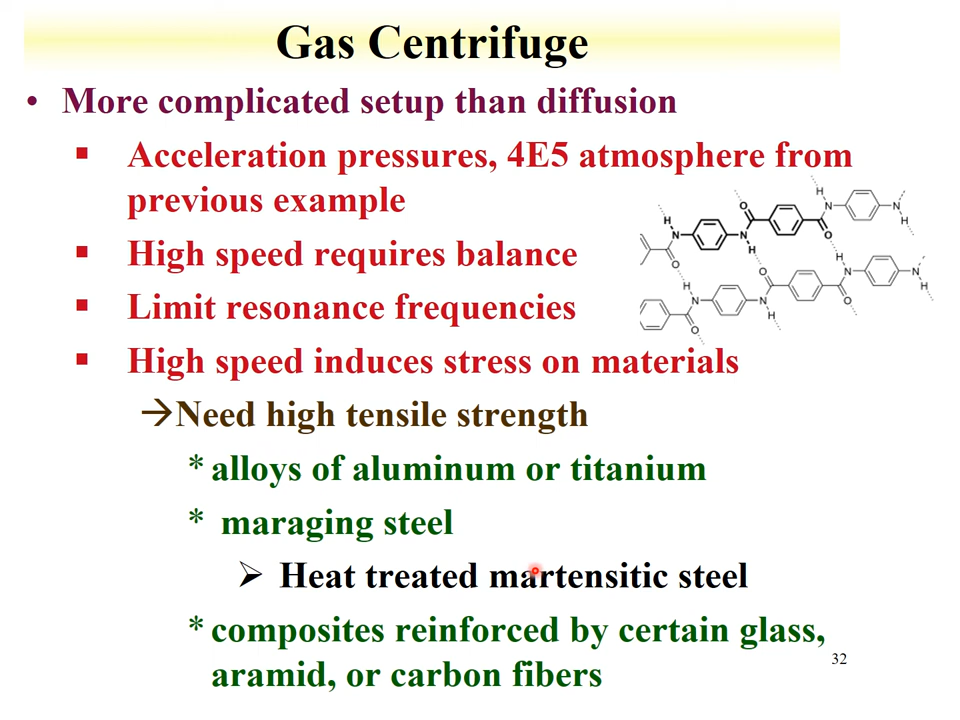 Gas Centrifuge
• More complicated setup than diffusion
▪ Acceleration pressures, 4E5 atmosphere from
previous example
▪ High speed requires balance
▪ Limit resonance frequencies
▪ High speed induces stress on materials
→Need high tensile strength
* alloys of aluminum or titanium
* maraging steel
➢ Heat treated martensitic steel
* composites reinforced by certain glass,
aramid, or carbon fibers
32
H
N
O
N
H
O
H
N
N
H
O
H
N
O
N
H
O
H
N
N
H
O